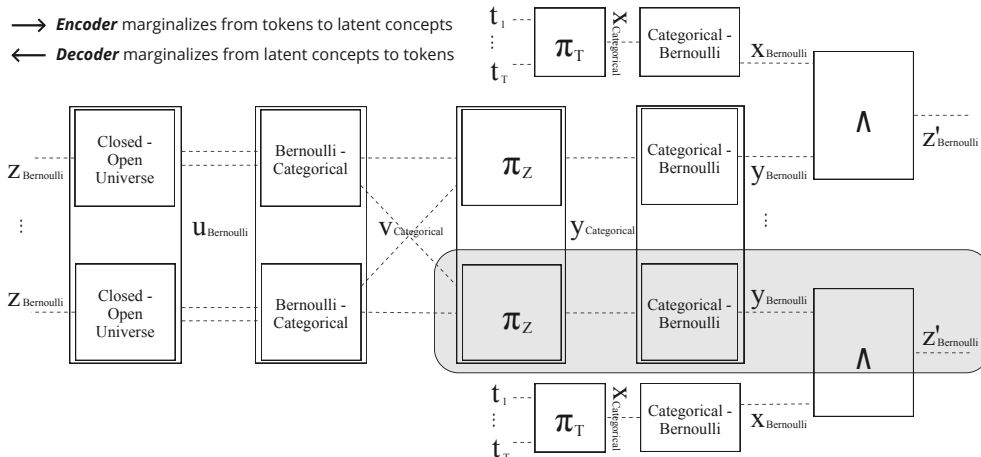 Encoder marginalizes from tokens to latent concepts
Decoder marginalizes from latent concepts to tokens
t1
⋮
tT
πT
xCategorical
Categorical -
Bernoulli
xBernoulli
∧
z'Bernoulli
zBernoulli
Closed -
Open
Universe
Bernoulli -
Categorical
πZ
Categorical -
Bernoulli
yBernoulli
⋮
uBernoulli
vCategorical
yCategorical
⋮
zBernoulli
Closed -
Open
Universe
Bernoulli -
Categorical
πZ
Categorical -
Bernoulli
yBernoulli
∧
z'Bernoulli
t1
⋮
tT
πT
xCategorical
Categorical -
Bernoulli
xBernoulli